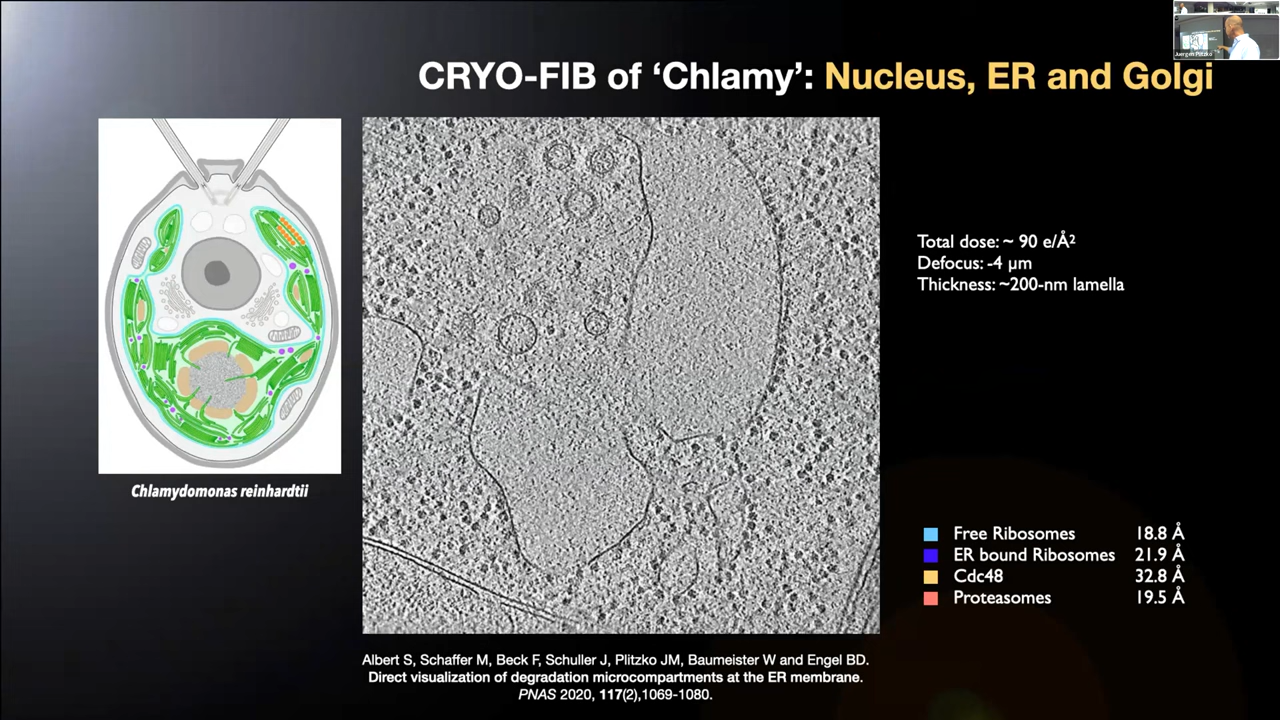 Juergen Plitzko
CRYO-FIB of ‘Chlamy’: Nucleus, ER and Golgi
Total dose: ~ 90 e/Å²
Defocus: -4 µm
Thickness: ~200-nm lamella
Chlamydomonas reinhardtii
Free Ribosomes 18.8 Å
ER bound Ribosomes 21.9 Å
Cdc48 32.8 Å
Proteasomes 19.5 Å
Albert S, Schaffer M, Beck F, Schuller J, Plitzko JM, Baumeister W and Engel BD.
Direct visualization of degradation microcompartments at the ER membrane.
PNAS 2020, 117(2),1069-1080.